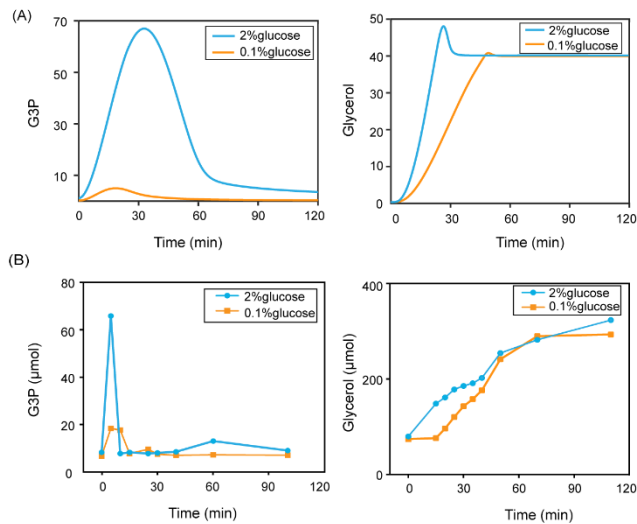 (A)
70
50
30
10
G3P
2%glucose
0.1%glucose
0
30
60
90
120
Time (min)
50
40
30
20
10
0
Glycerol
2%glucose
0.1%glucose
0
30
60
90
120
Time (min)
(B)
80
60
40
20
0
G3P (μmol)
2%glucose
0.1%glucose
0
30
60
90
120
Time (min)
400
200
0
Glycerol (μmol)
2%glucose
0.1%glucose
0
30
60
90
120
Time (min)